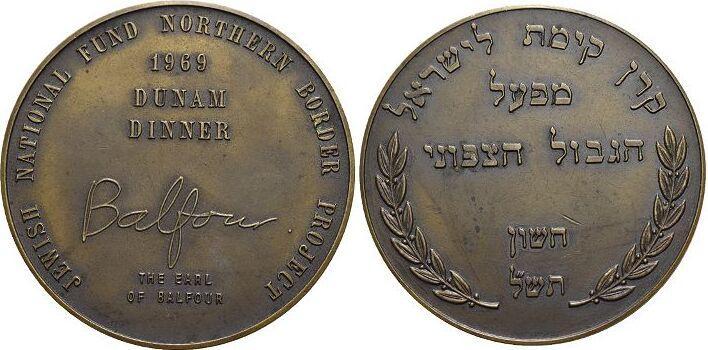 JEWISH NATIONAL FUND NORTHERN BORDER PROJECT
1969
DUNAM
DINNER
Balfour.
THE EARL
OF BALFOUR
קרן קימת לישראל
מפעל
הגבול הצפוני
חשון
תש״ל